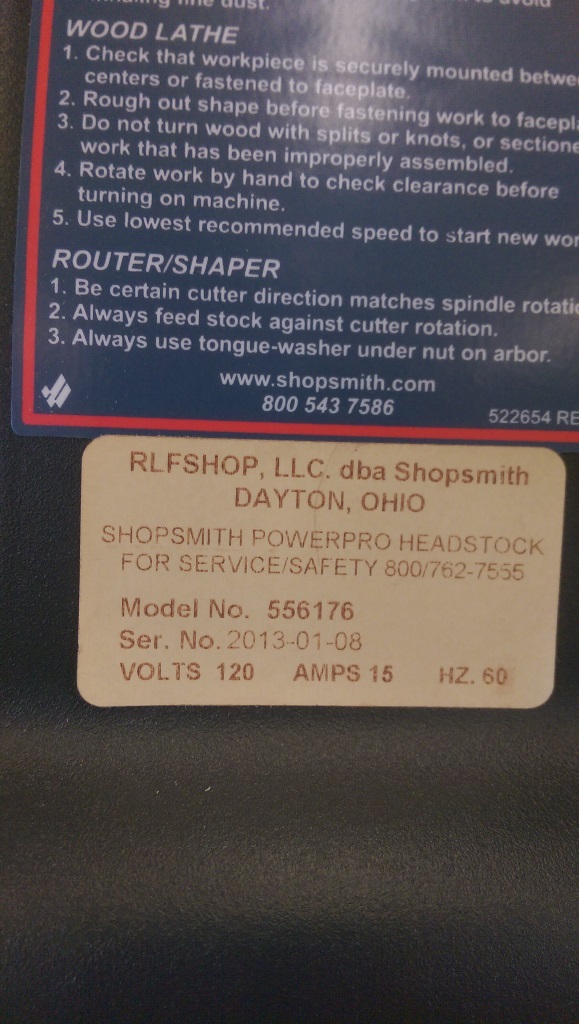 fine dust.
to avoid
WOOD LATHE
1. Check that workpiece is securely mounted
centers or fastened to faceplate.
2. Rough out shape before fastening work to
3. Do not turn wood with splits or knots, or
work that has been improperly assembled.
4. Rotate work by hand to check clearance before
turning on machine.
5. Use lowest recommended speed to start new
ROUTER/SHAPER
1. Be certain cutter direction matches spindle
2. Always feed stock against cutter rotation.
3. Always use tongue-washer under nut on arbor.
www.shopsmith.com
800 543 7586
522654 RE
RLFSHOP, LLC. dba Shopsmith
DAYTON, OHIO
SHOPSMITH POWERPRO HEADSTOCK
FOR SERVICE/SAFETY 800/762-7555
Model No. 556176
Ser. No. 2013-01-08
VOLTS 120 AMPS 15 HZ. 60